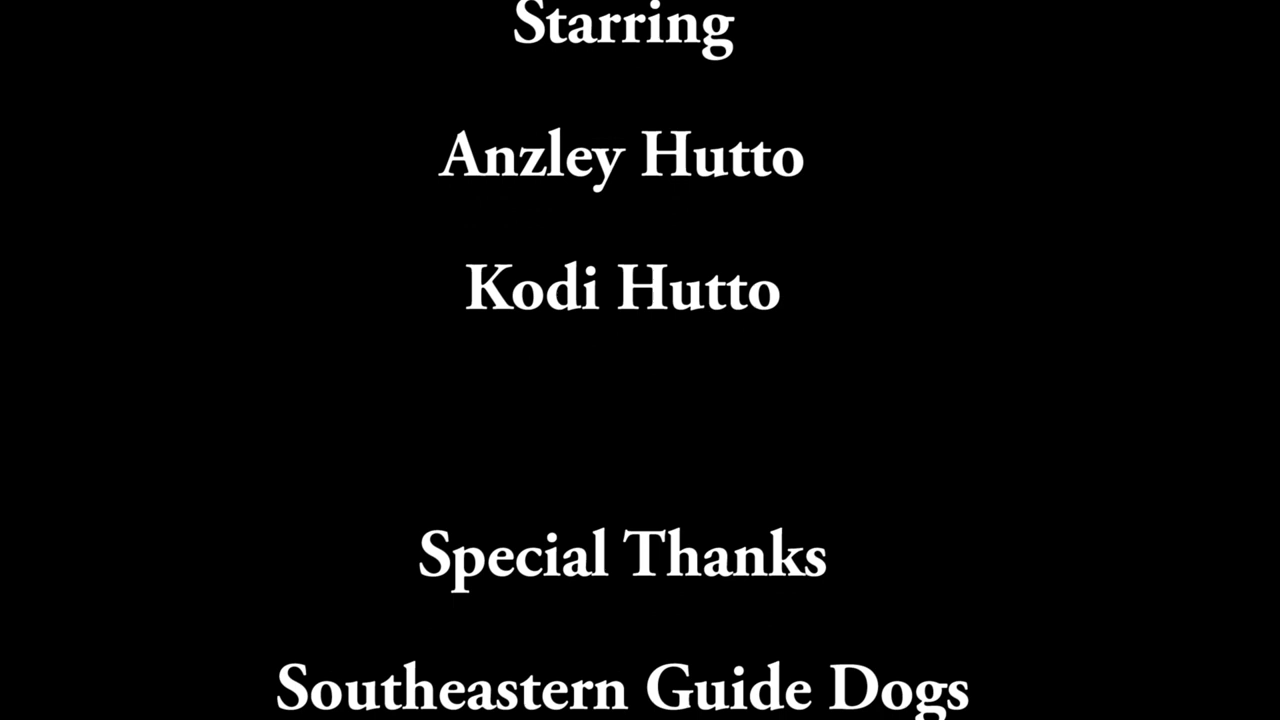 Starring
Anzley Hutto
Kodi Hutto
Special Thanks
Southeastern Guide Dogs